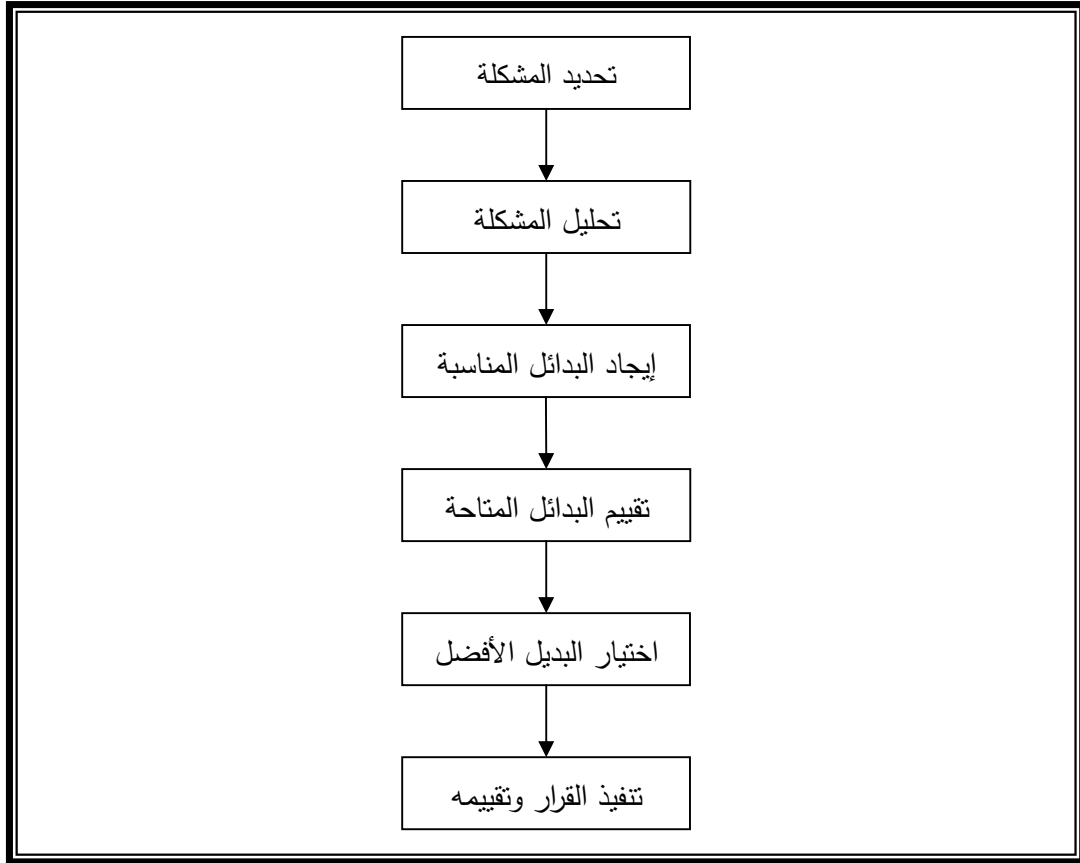 تحديد المشكلة
تحليل المشكلة
إيجاد البدائل المناسبة
تقييم البدائل المتاحة
اختيار البديل الأفضل
تنفيذ القرار وتقييمه